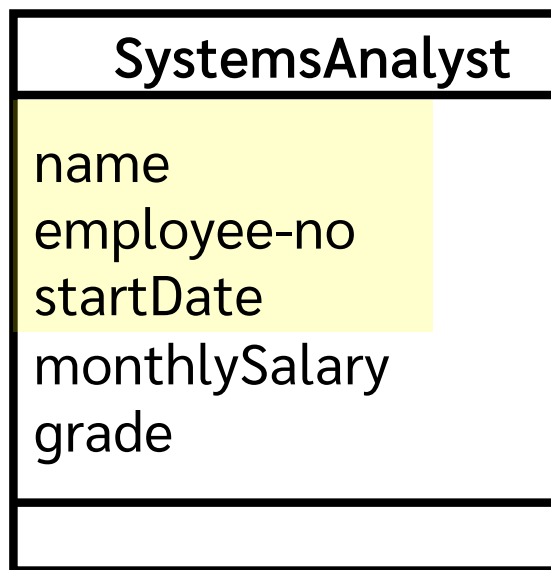 SystemsAnalyst
name
employee-no
startDate
monthlySalary
grade